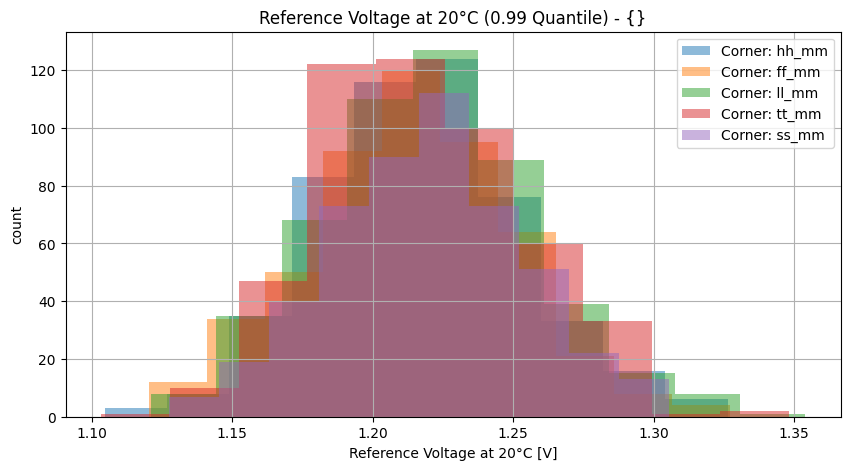 Reference Voltage at 20°C (0.99 Quantile) - {}
Corner: hh_mm
Corner: ff_mm
Corner: ll_mm
Corner: tt_mm
Corner: ss_mm
count
120
100
80
60
40
20
0
1.10 1.15 1.20 1.25 1.30 1.35
Reference Voltage at 20°C [V]